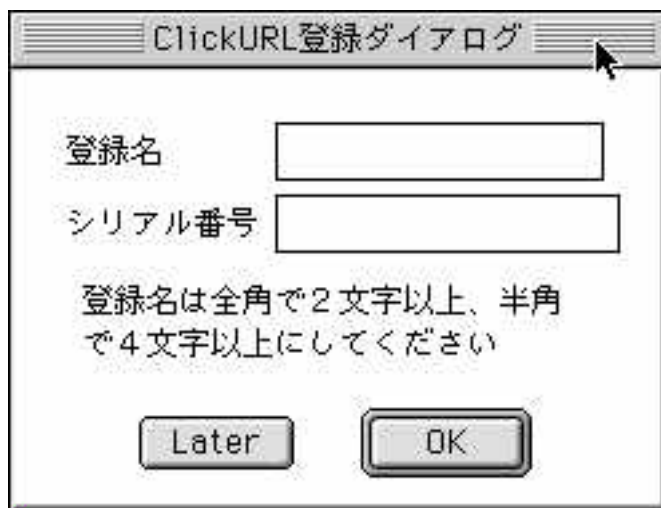 ClickURL登録ダイアログ
登録名
シリアル番号
登録名は全角で2文字以上、半角
で4文字以上にしてください
Later
OK